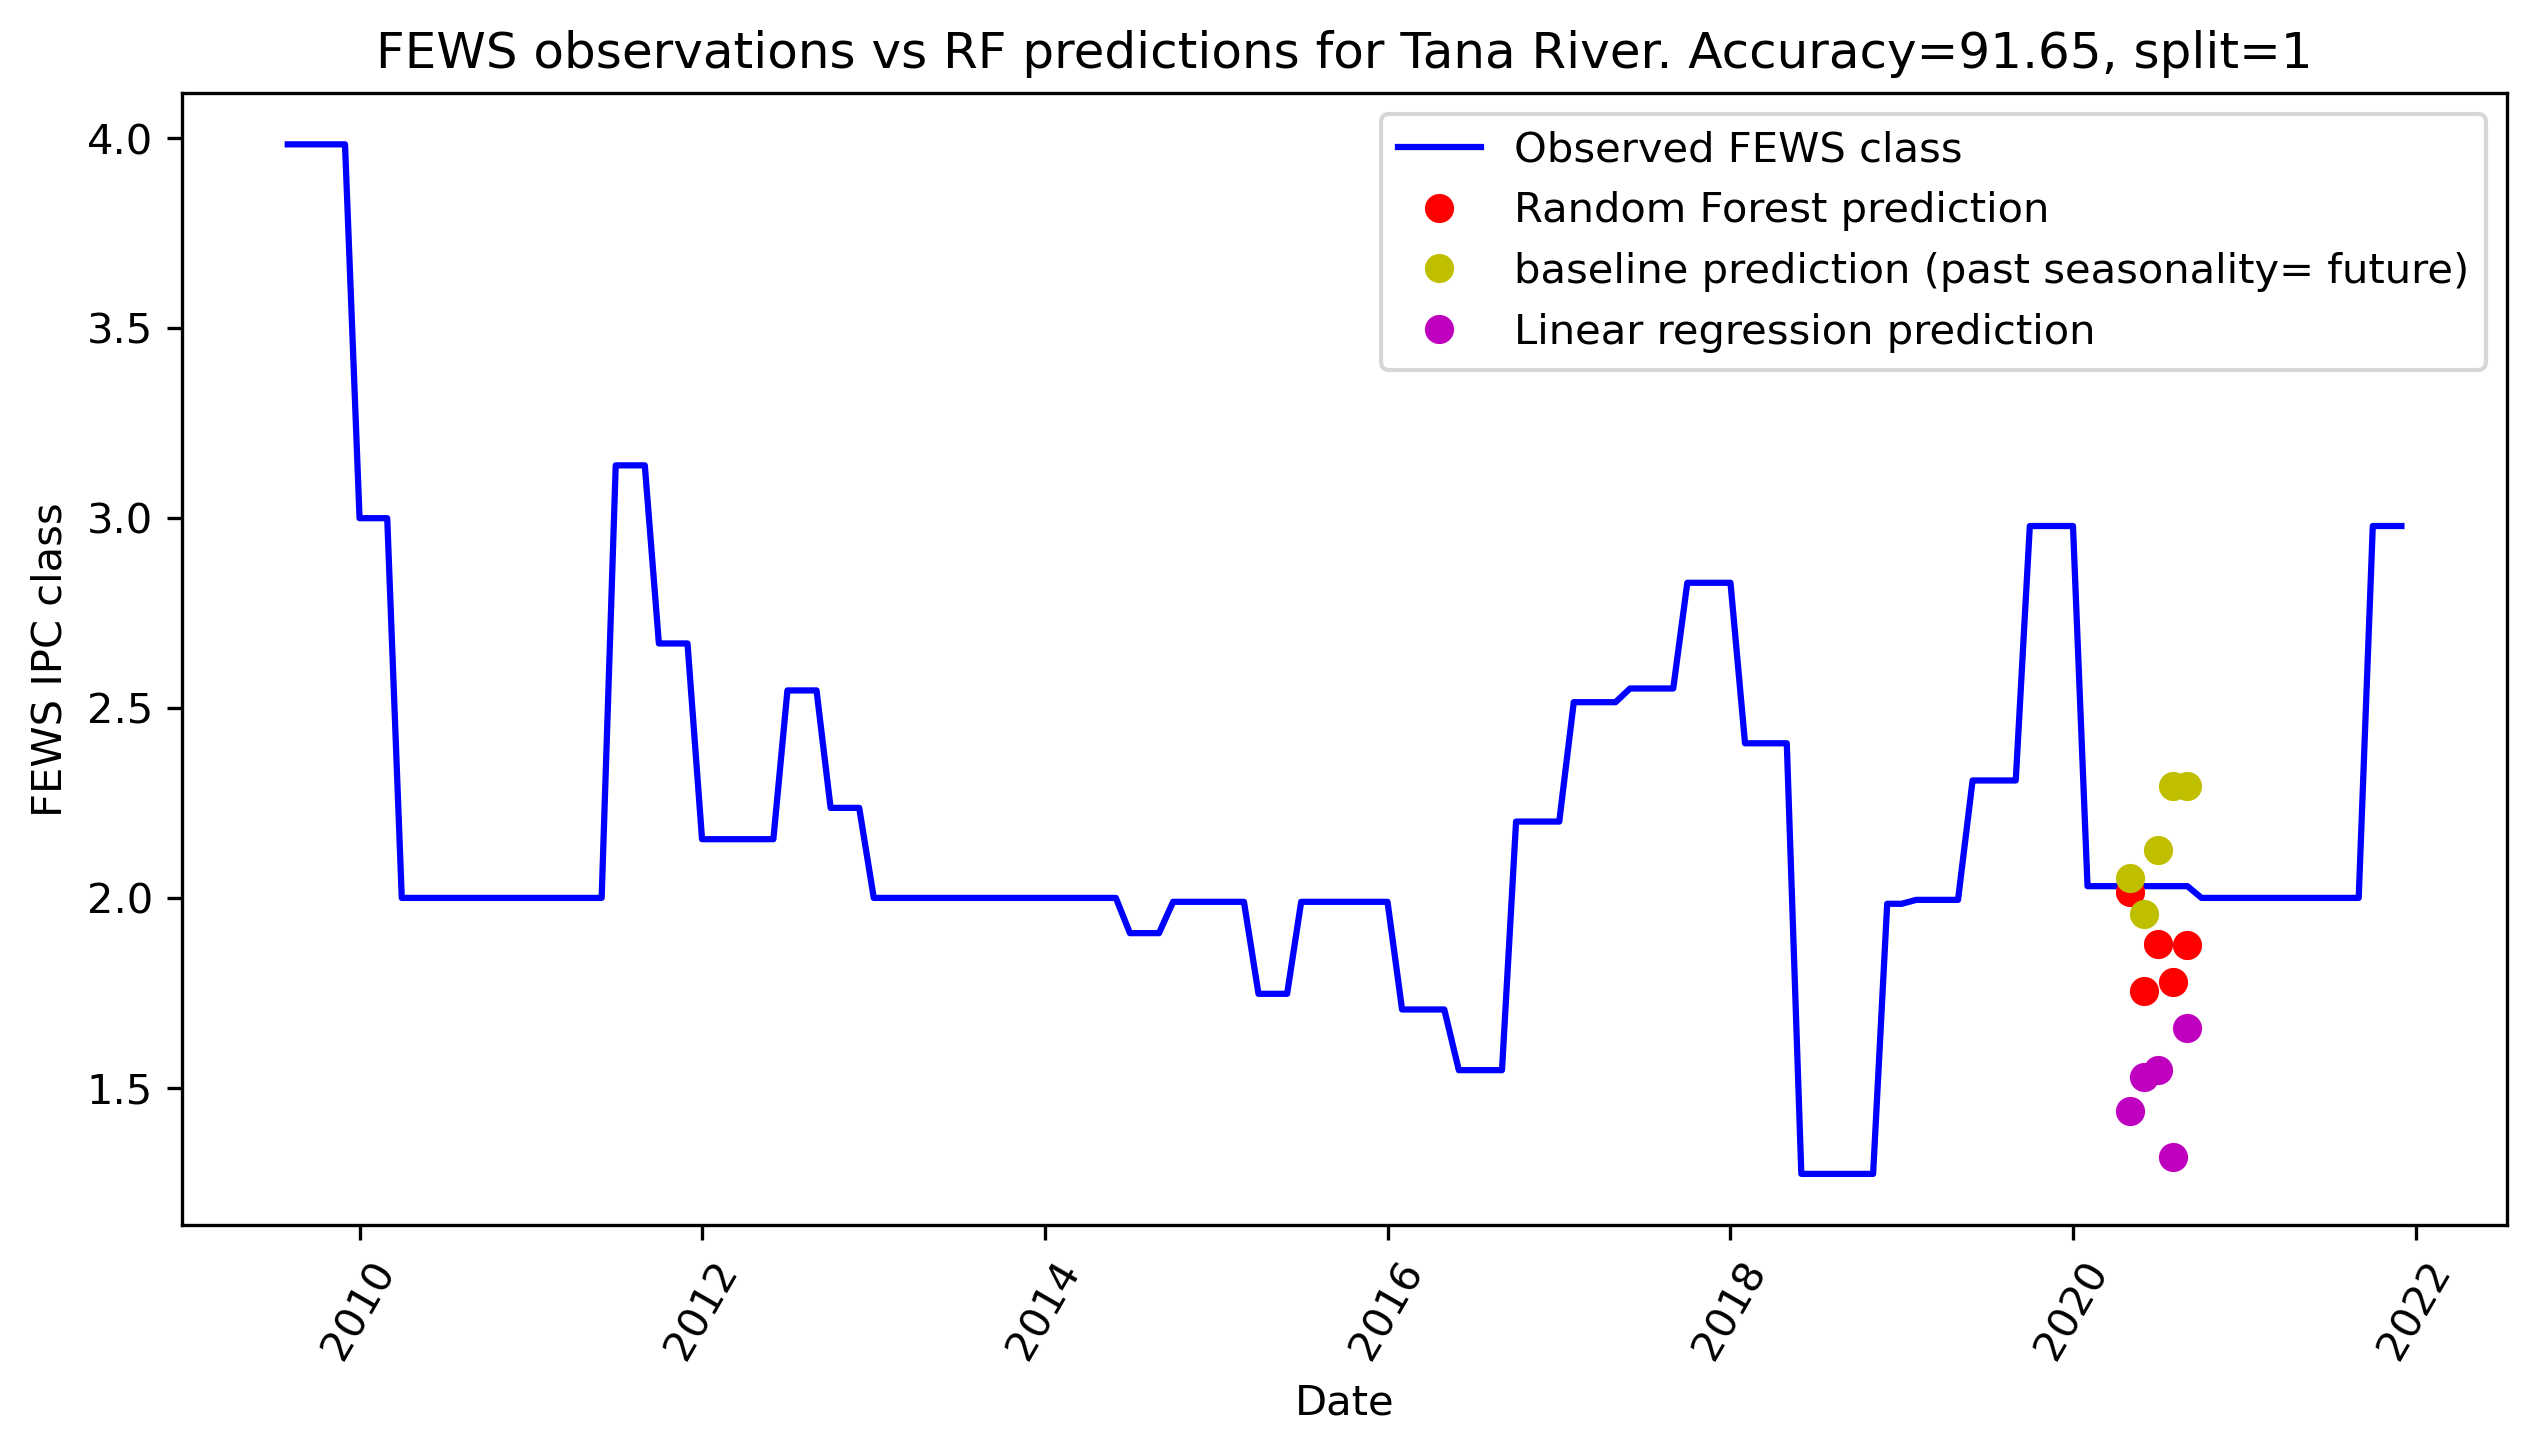 FEWS observations vs RF predictions for Tana River. Accuracy=91.65, split=1
Observed FEWS class
Random Forest prediction
baseline prediction (past seasonality= future)
Linear regression prediction
FEWS IPC class
4.0
3.5
3.0
2.5
2.0
1.5
2010
2012
2014
2016
2018
2020
2022
Date